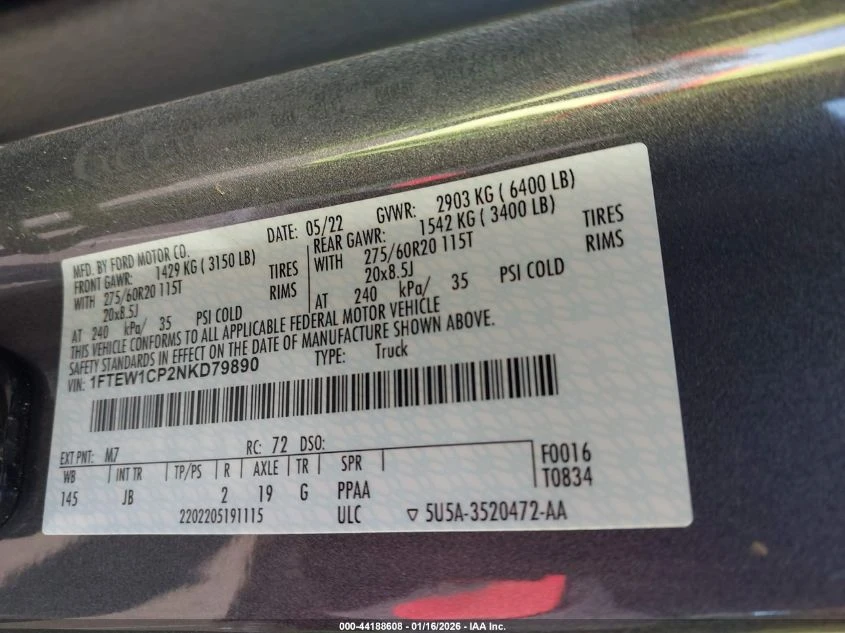 MFD. BY FORD MOTOR CO.
DATE: 05/22 GVWR: 2903 KG ( 6400 LB)
FRONT GAWR: 1429 KG ( 3150 LB)
WITH 275/60R20 115T TIRES
20x8.5J RIMS
AT 240 kPa/ 35 PSI COLD
REAR GAWR: 1542 KG ( 3400 LB)
WITH 275/60R20 115T TIRES
20x8.5J RIMS
AT 240 kPa/ 35 PSI COLD
THIS VEHICLE CONFORMS TO ALL APPLICABLE FEDERAL MOTOR VEHICLE
SAFETY STANDARDS IN EFFECT ON THE DATE OF MANUFACTURE SHOWN ABOVE.
VIN: 1FTEW1CP2NKD79890 TYPE: Truck
EXT PNT: M7 RC: 72 DSO:
WB INT TR TP/PS R AXLE TR SPR
145 JB 2 19 G PPAA
2202205191115 ULC
F0016
T0834
▽ 5U5A-3520472-AA
000-44188608 - 01/16/2026 - IAA Inc.